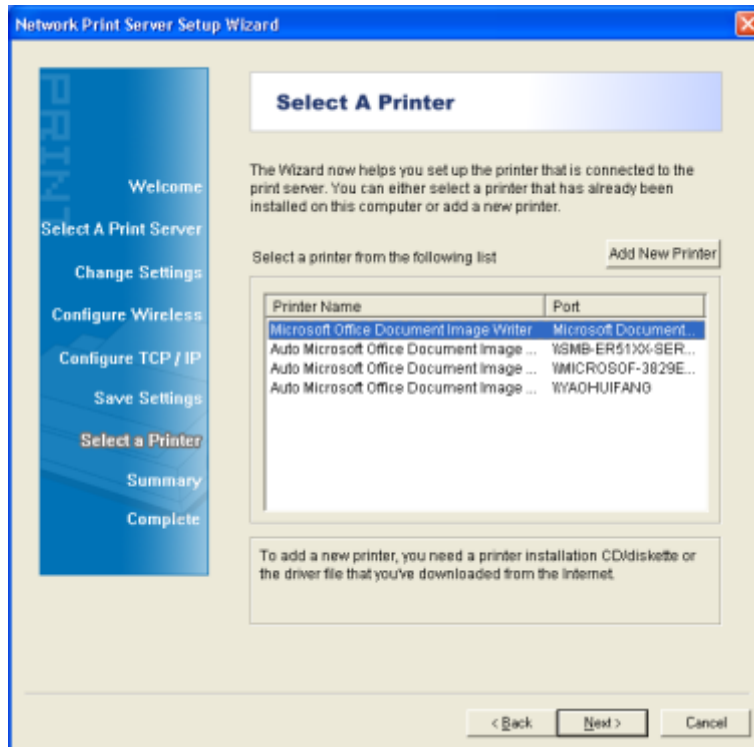 Network Print Server Setup Wizard
PRINT
Welcome
Select A Print Server
Change Settings
Configure Wireless
Configure TCP / IP
Save Settings
Select a Printer
Summary
Complete
Select A Printer
The Wizard now helps you set up the printer that is connected to the
print server. You can either select a printer that has already been
installed on this computer or add a new printer.
Select a printer from the following list
Add New Printer
Printer Name Port
Microsoft Office Document Image Writer Microsoft Document...
Auto Microsoft Office Document Image ... \\SMB-ER51XX-SER...
Auto Microsoft Office Document Image ... \\MICROSOF-3829E...
Auto Microsoft Office Document Image ... \\YAOHUIFANG
To add a new printer, you need a printer installation CD/diskette or
the driver file that you've downloaded from the Internet.
< Back Next > Cancel